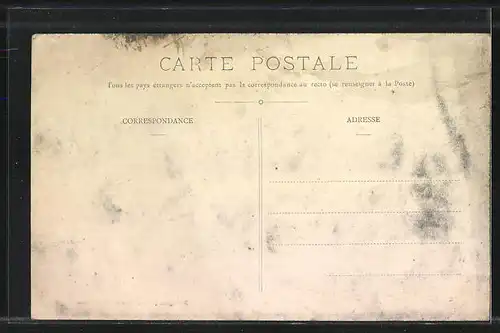 CARTE POSTALE
Tous les pays étrangers n'acceptent pas la correspondance au recto (se renseigner à la Poste)
CORRESPONDANCE
ADRESSE